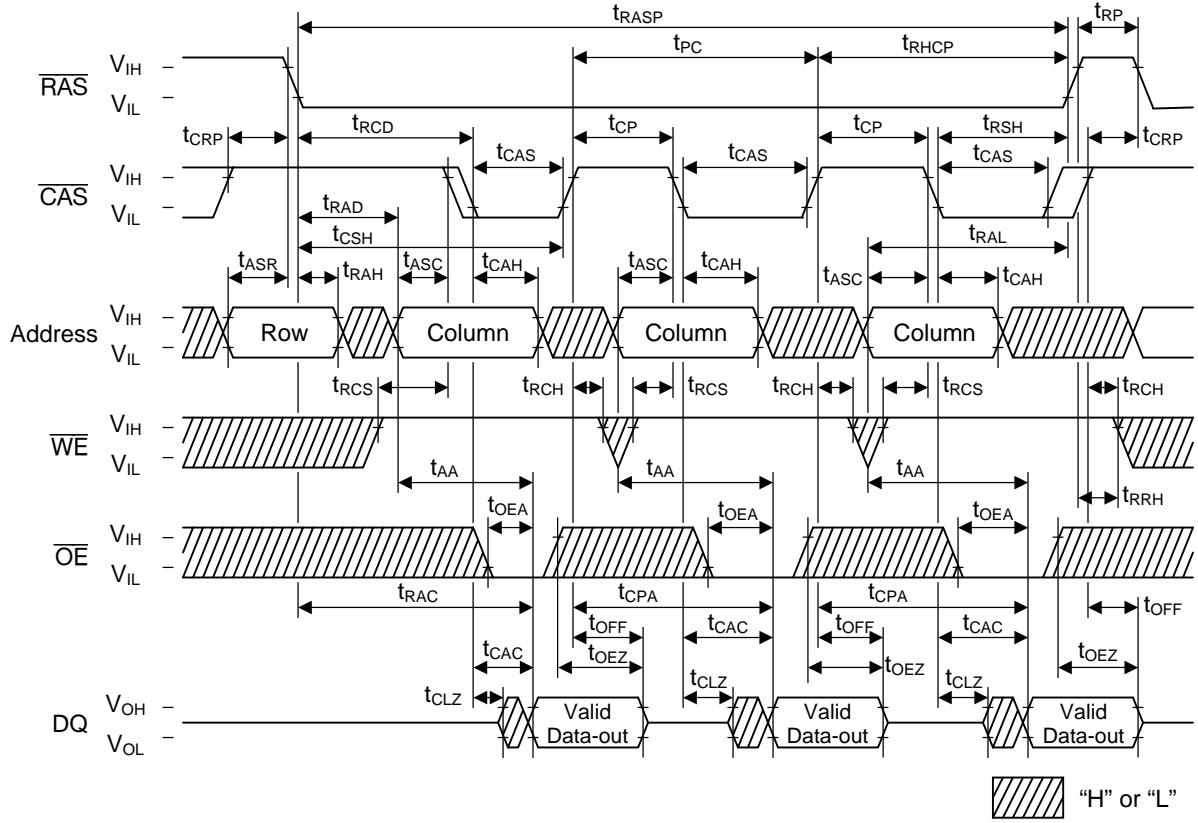 tRASP
tRP
tPC
tRHCP
RAS
VIH
VIL
tCRP
tRCD
tCP
tCP
tRSH
tCRP
tCAS
tCAS
tCAS
CAS
VIH
VIL
tRAD
tCSH
tRAL
tASR
tRAH
tASC
tCAH
tASC
tCAH
tASC
tCAH
Address
VIH
VIL
Row
Column
Column
Column
tRCS
tRCH
tRCS
tRCH
tRCS
tRCH
WE
VIH
VIL
tAA
tAA
tAA
tRRH
tOEA
tOEA
tOEA
OE
VIH
VIL
tRAC
tCPA
tCPA
tOFF
tCAC
tOFF
tCAC
tOFF
tCAC
tOEZ
tOEZ
tOEZ
tCLZ
tCLZ
tCLZ
DQ
VOH
VOL
Valid
Data-out
Valid
Data-out
Valid
Data-out
“H” or “L”